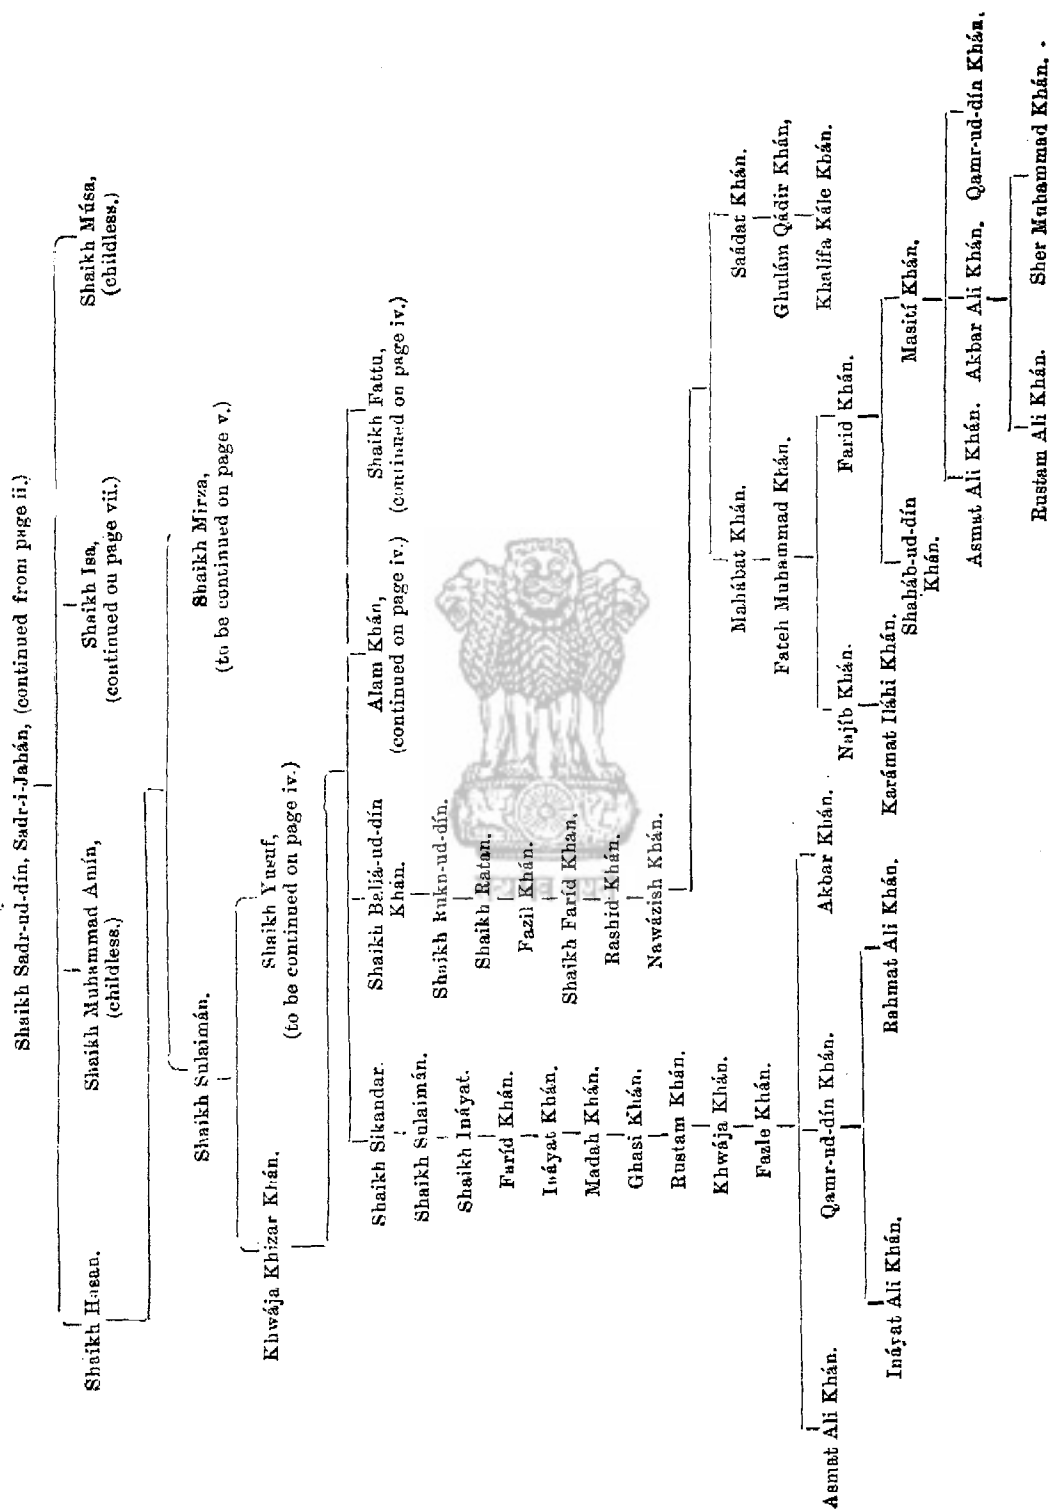 Shaikh Sadr-ud-dín, Sadr-i-Jahán, (continued from page ii.)
Shaikh Hasan.
Shaikh Muhammad Amín,
(childless.)
Shaikh Isa,
(continued on page vii.)
Shaikh Músa,
(childless.)
Shaikh Sulaimán.
Shaikh Mirza,
(to be continued on page v.)
Khwája Khizar Khán.
Shaikh Yusuf,
(to be continued on page iv.)
Shaikh Sikandar.
Shaikh Baliá-ud-dín
Khán.
Alam Khán,
(continued on page iv.)
Shaikh Fattu,
(continued on page iv.)
Shaikh Sulaimán.
Shaikh Rukn-ud-dín.
Shaikh Ináyat.
Shaikh Ratan.
Faríd Khán.
Fazil Khán.
Ináyat Khán.
Shaikh Faríd Khan.
Madah Khán.
Rashíd Khán.
Ghasi Khán.
Nawázish Khán.
Rustam Khán.
Khwája Khán.
Fazle Khán.
Mahábat Khán.
Saádat Khán.
Fateh Muhammad Khán.
Ghulám Qádir Khán,
Khalífa Kále Khán.
Asmat Ali Khán.
Qamr-ud-dín Khán.
Akbar Khán.
Najíb Khán.
Farid Khán.
Ináyat Ali Khán.
Rahmat Ali Khán.
Karámat Iláhi Khán.
Shaháb-ud-dín
Khán.
Masití Khán.
Asmat Ali Khán.
Akbar Ali Khán.
Qamr-ud-dín Khán.
Rustam Ali Khán.
Sher Muhammad Khán.